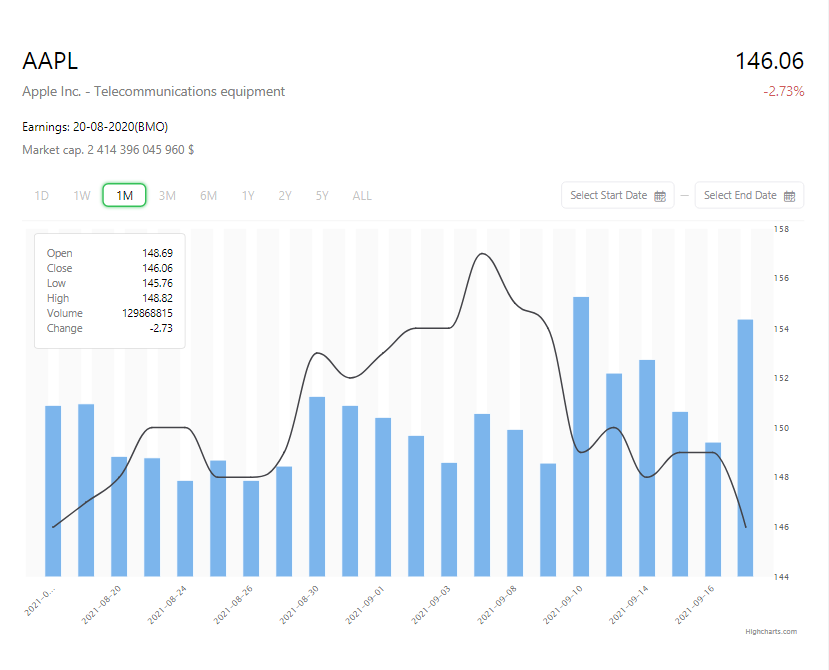 AAPL 146.06
Apple Inc. - Telecommunications equipment -2.73%
Earnings: 20-08-2020(BMO)
Market cap. 2 414 396 045 960 $
1D 1W 1M 3M 6M 1Y 2Y 5Y ALL Select Start Date — Select End Date
Open 148.69
Close 146.06
Low 145.76
High 148.82
Volume 129868815
Change -2.73
158
156
154
152
150
148
146
144
2021-0... 2021-08-20 2021-08-24 2021-08-26 2021-08-30 2021-09-01 2021-09-03 2021-09-08 2021-09-10 2021-09-14 2021-09-16
Highcharts.com